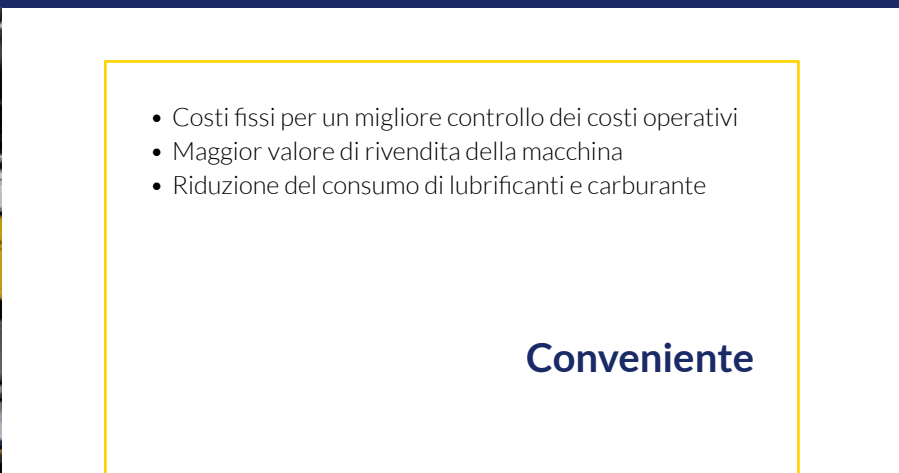 • Costi fissi per un migliore controllo dei costi operativi
• Maggior valore di rivendita della macchina
• Riduzione del consumo di lubrificanti e carburante
Conveniente